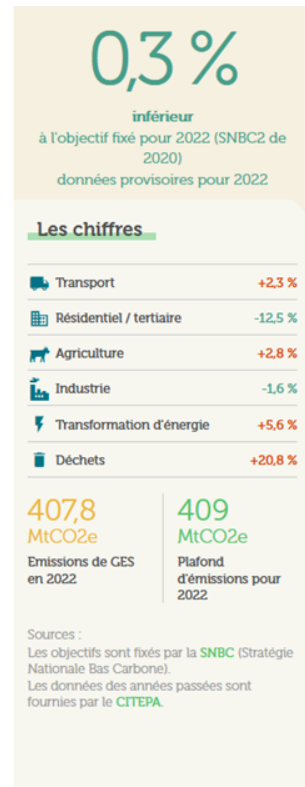 0,3 %
inférieur
à l'objectif fixé pour 2022 (SNBC2 de
2020)
données provisoires pour 2022
Les chiffres
Transport +2,3 %
Résidentiel / tertiaire -12,5 %
Agriculture +2,8 %
Industrie -1,6 %
Transformation d'énergie +5,6 %
Déchets +20,8 %
407,8
MtCO2e
Emissions de GES
en 2022
409
MtCO2e
Plafond
d'émissions pour
2022
Sources :
Les objectifs sont fixés par la SNBC (Stratégie
Nationale Bas Carbone).
Les données des années passées sont
fournies par le CITEPA.